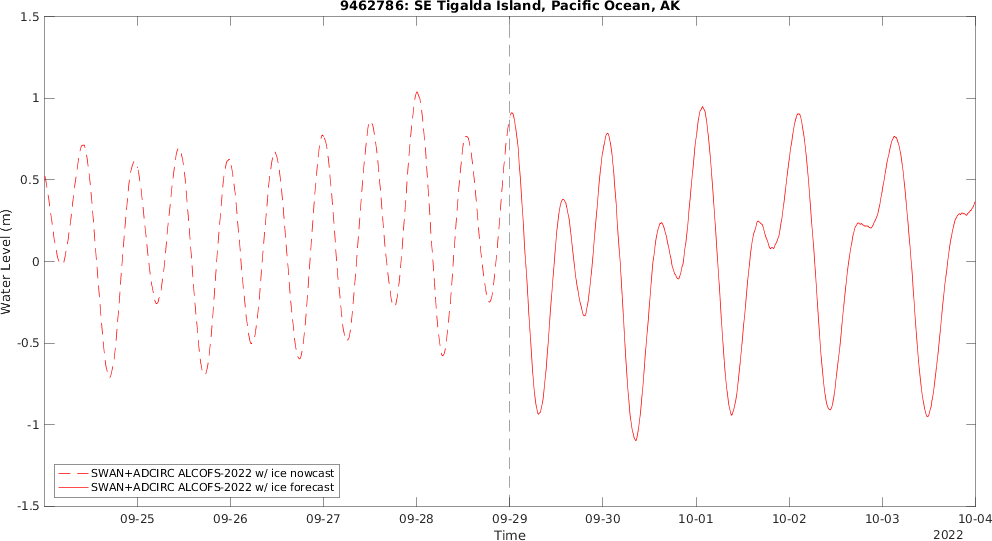 9462786: SE Tigalda Island, Pacific Ocean, AK
1.5
1
0.5
0
-0.5
-1
-1.5
Water Level (m)
SWAN+ADCIRC ALCOFS-2022 w/ ice nowcast
SWAN+ADCIRC ALCOFS-2022 w/ ice forecast
09-25 09-26 09-27 09-28 09-29 09-30 10-01 10-02 10-03 10-04
Time
2022